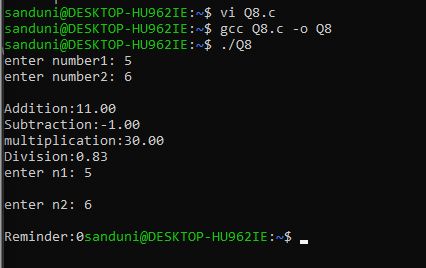 sanduni@DESKTOP-HU962IE:~$ vi Q8.c
sanduni@DESKTOP-HU962IE:~$ gcc Q8.c -o Q8
sanduni@DESKTOP-HU962IE:~$ ./Q8
enter number1: 5
enter number2: 6
Addition:11.00
Subtraction:-1.00
multiplication:30.00
Division:0.83
enter n1: 5
enter n2: 6
Reminder:0sanduni@DESKTOP-HU962IE:~$